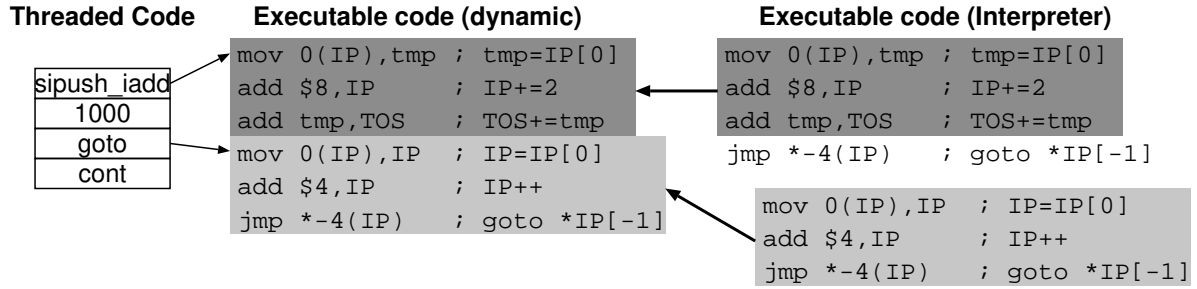 Threaded Code
sipush_iadd
1000
goto
cont
Executable code (dynamic)
mov 0(IP),tmp ; tmp=IP[0]
add $8,IP ; IP+=2
add tmp,TOS ; TOS+=tmp
mov 0(IP),IP ; IP=IP[0]
add $4,IP ; IP++
jmp *-4(IP) ; goto *IP[-1]
Executable code (Interpreter)
mov 0(IP),tmp ; tmp=IP[0]
add $8,IP ; IP+=2
add tmp,TOS ; TOS+=tmp
jmp *-4(IP) ; goto *IP[-1]
mov 0(IP),IP ; IP=IP[0]
add $4,IP ; IP++
jmp *-4(IP) ; goto *IP[-1]